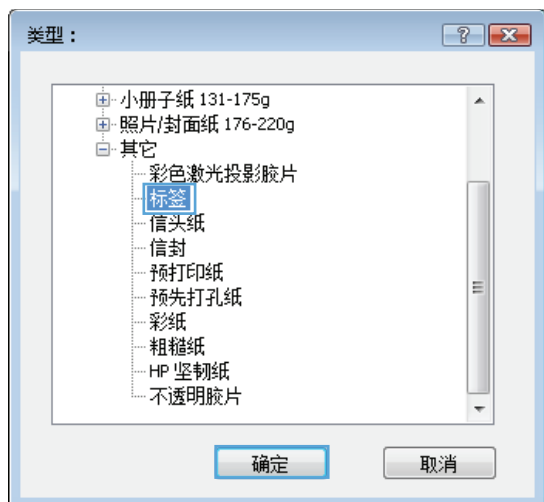 类型：
小册子纸 131-175g
照片/封面纸 176-220g
其它
彩色激光投影胶片
标签
信头纸
信封
预打印纸
预先打孔纸
彩纸
粗糙纸
HP 坚韧纸
不透明胶片
确定 取消